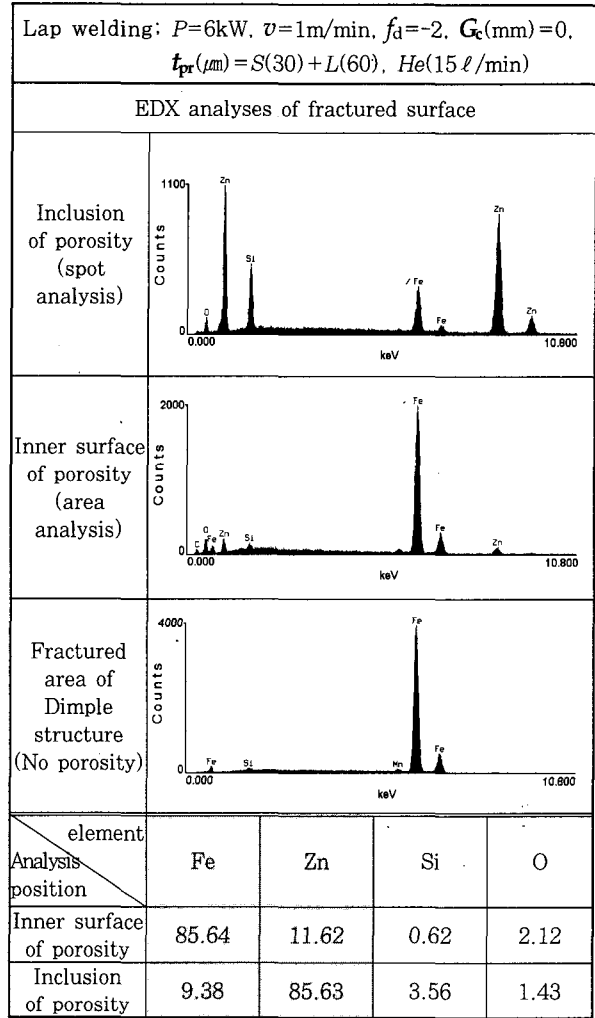 Lap welding; P=6kW, v=1m/min, fd=-2, Gc(mm)=0,
tpr(μm)=S(30)+L(60), He(15 ℓ/min)
EDX analyses of fractured surface
Inclusion
of porosity
(spot
analysis)
1100
Counts
0
0.000
keV
10.800
O
Zn
Si
Fe
Fe
Zn
Zn
Inner surface
of porosity
(area
analysis)
2000
Counts
0
0.000
keV
10.800
C
O
Fe
Zn
Si
Fe
Fe
Zn
Fractured
area of
Dimple
structure
(No porosity)
4000
Counts
0
0.000
keV
10.800
Fe
Si
Mn
Fe
Fe
element
Analysis
position
Fe Zn Si O
Inner surface
of porosity
85.64 11.62 0.62 2.12
Inclusion
of porosity
9.38 85.63 3.56 1.43